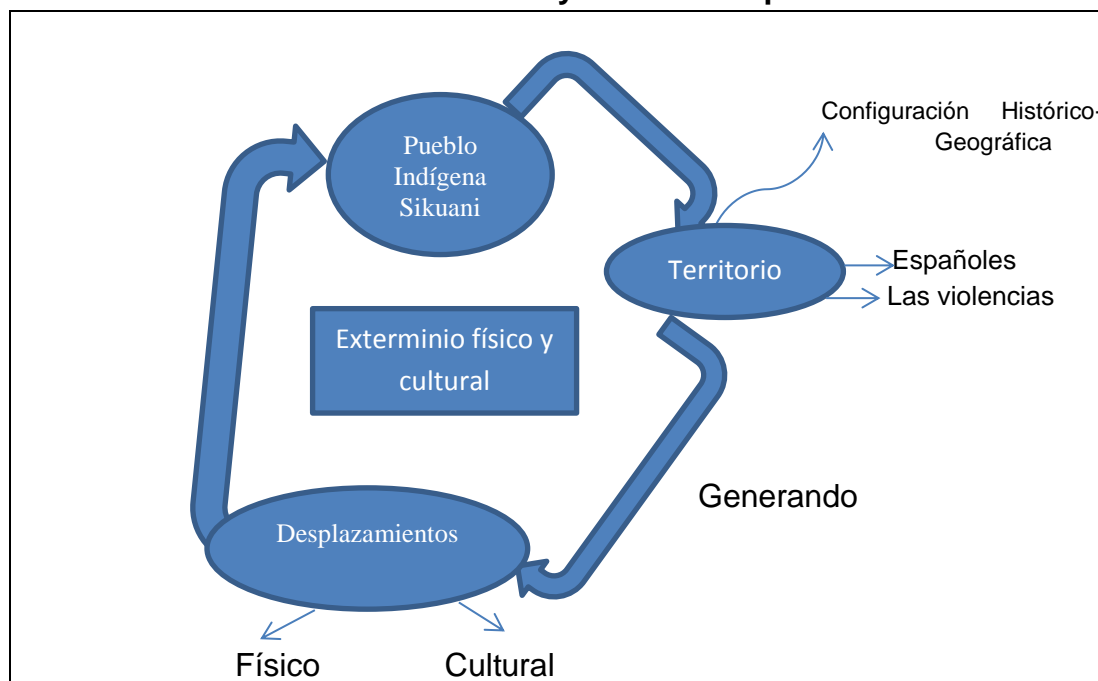 Pueblo
Indígena
Sikuani
Configuración Histórico-
Geográfica
Territorio
Españoles
Las violencias
Exterminio físico y
cultural
Generando
Desplazamientos
Físico Cultural